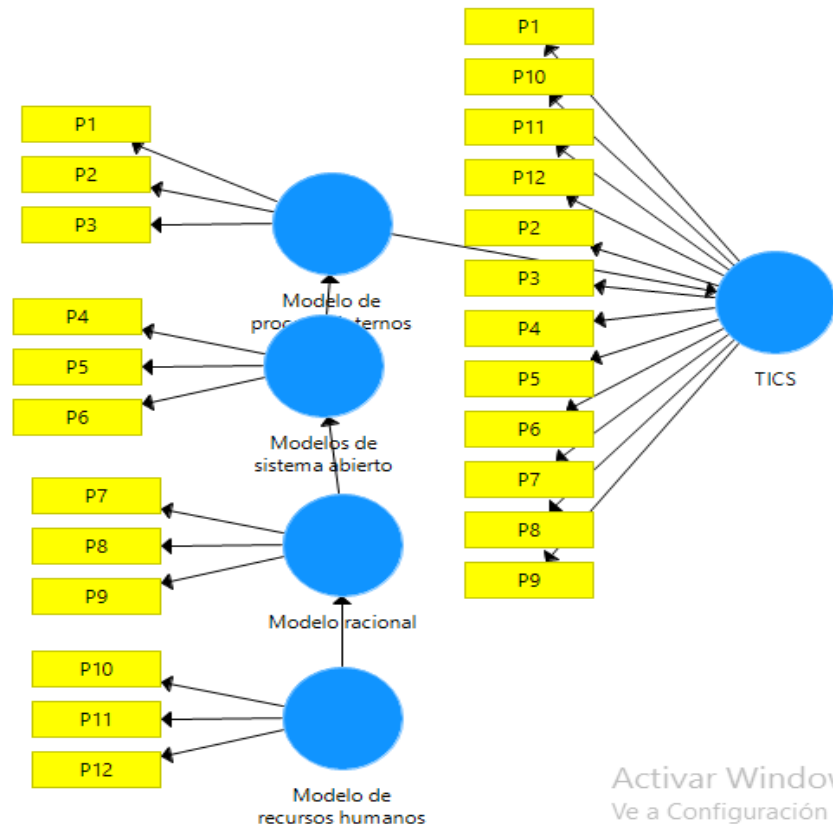 P1
P2
P3
Modelo de
internos
P4
P5
P6
Modelos de
sistema abierto
P7
P8
P9
Modelo racional
P10
P11
P12
Modelo de
recursos humanos
P1
P10
P11
P12
P2
P3
P4
P5
P6
P7
P8
P9
TICS
Activar Window
Ve a Configuración